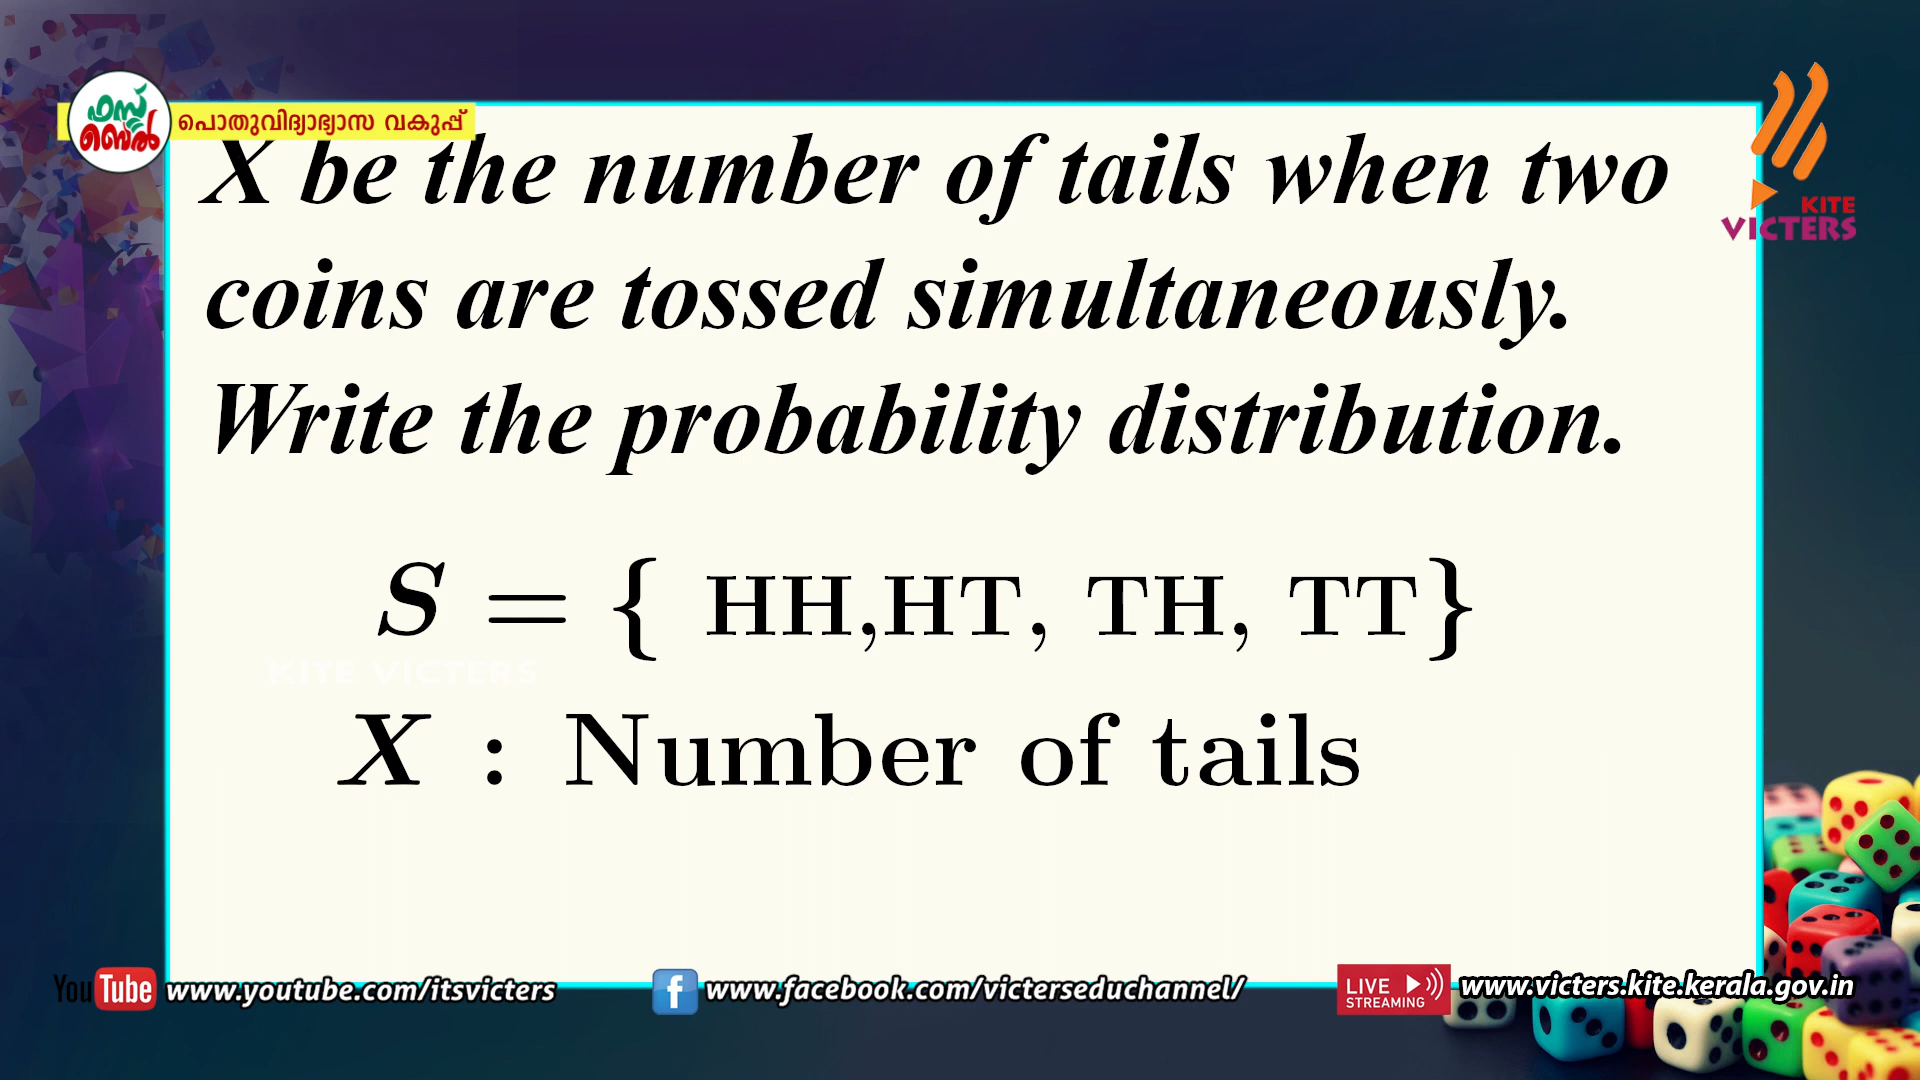 ഫസ്റ്റ്
ബെൽ
പൊതുവിദ്യാഭ്യാസ വകുപ്പ്
X be the number of tails when two
coins are tossed simultaneously.
Write the probability distribution.
S = { HH,HT, TH, TT}
KITE VICTERS
X : Number of tails
KITE
VICTERS
YouTube www.youtube.com/itsvicters
f www.facebook.com/victerseduchannel/
LIVE
STREAMING
www.victers.kite.kerala.gov.in